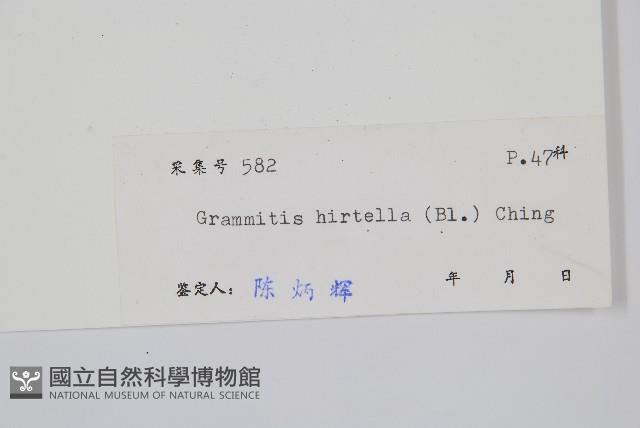 采集号 582 P.47科
Grammitis hirtella (Bl.) Ching
鉴定人: 陈炳辉 年 月 日
國立自然科學博物館
NATIONAL MUSEUM OF NATURAL SCIENCE